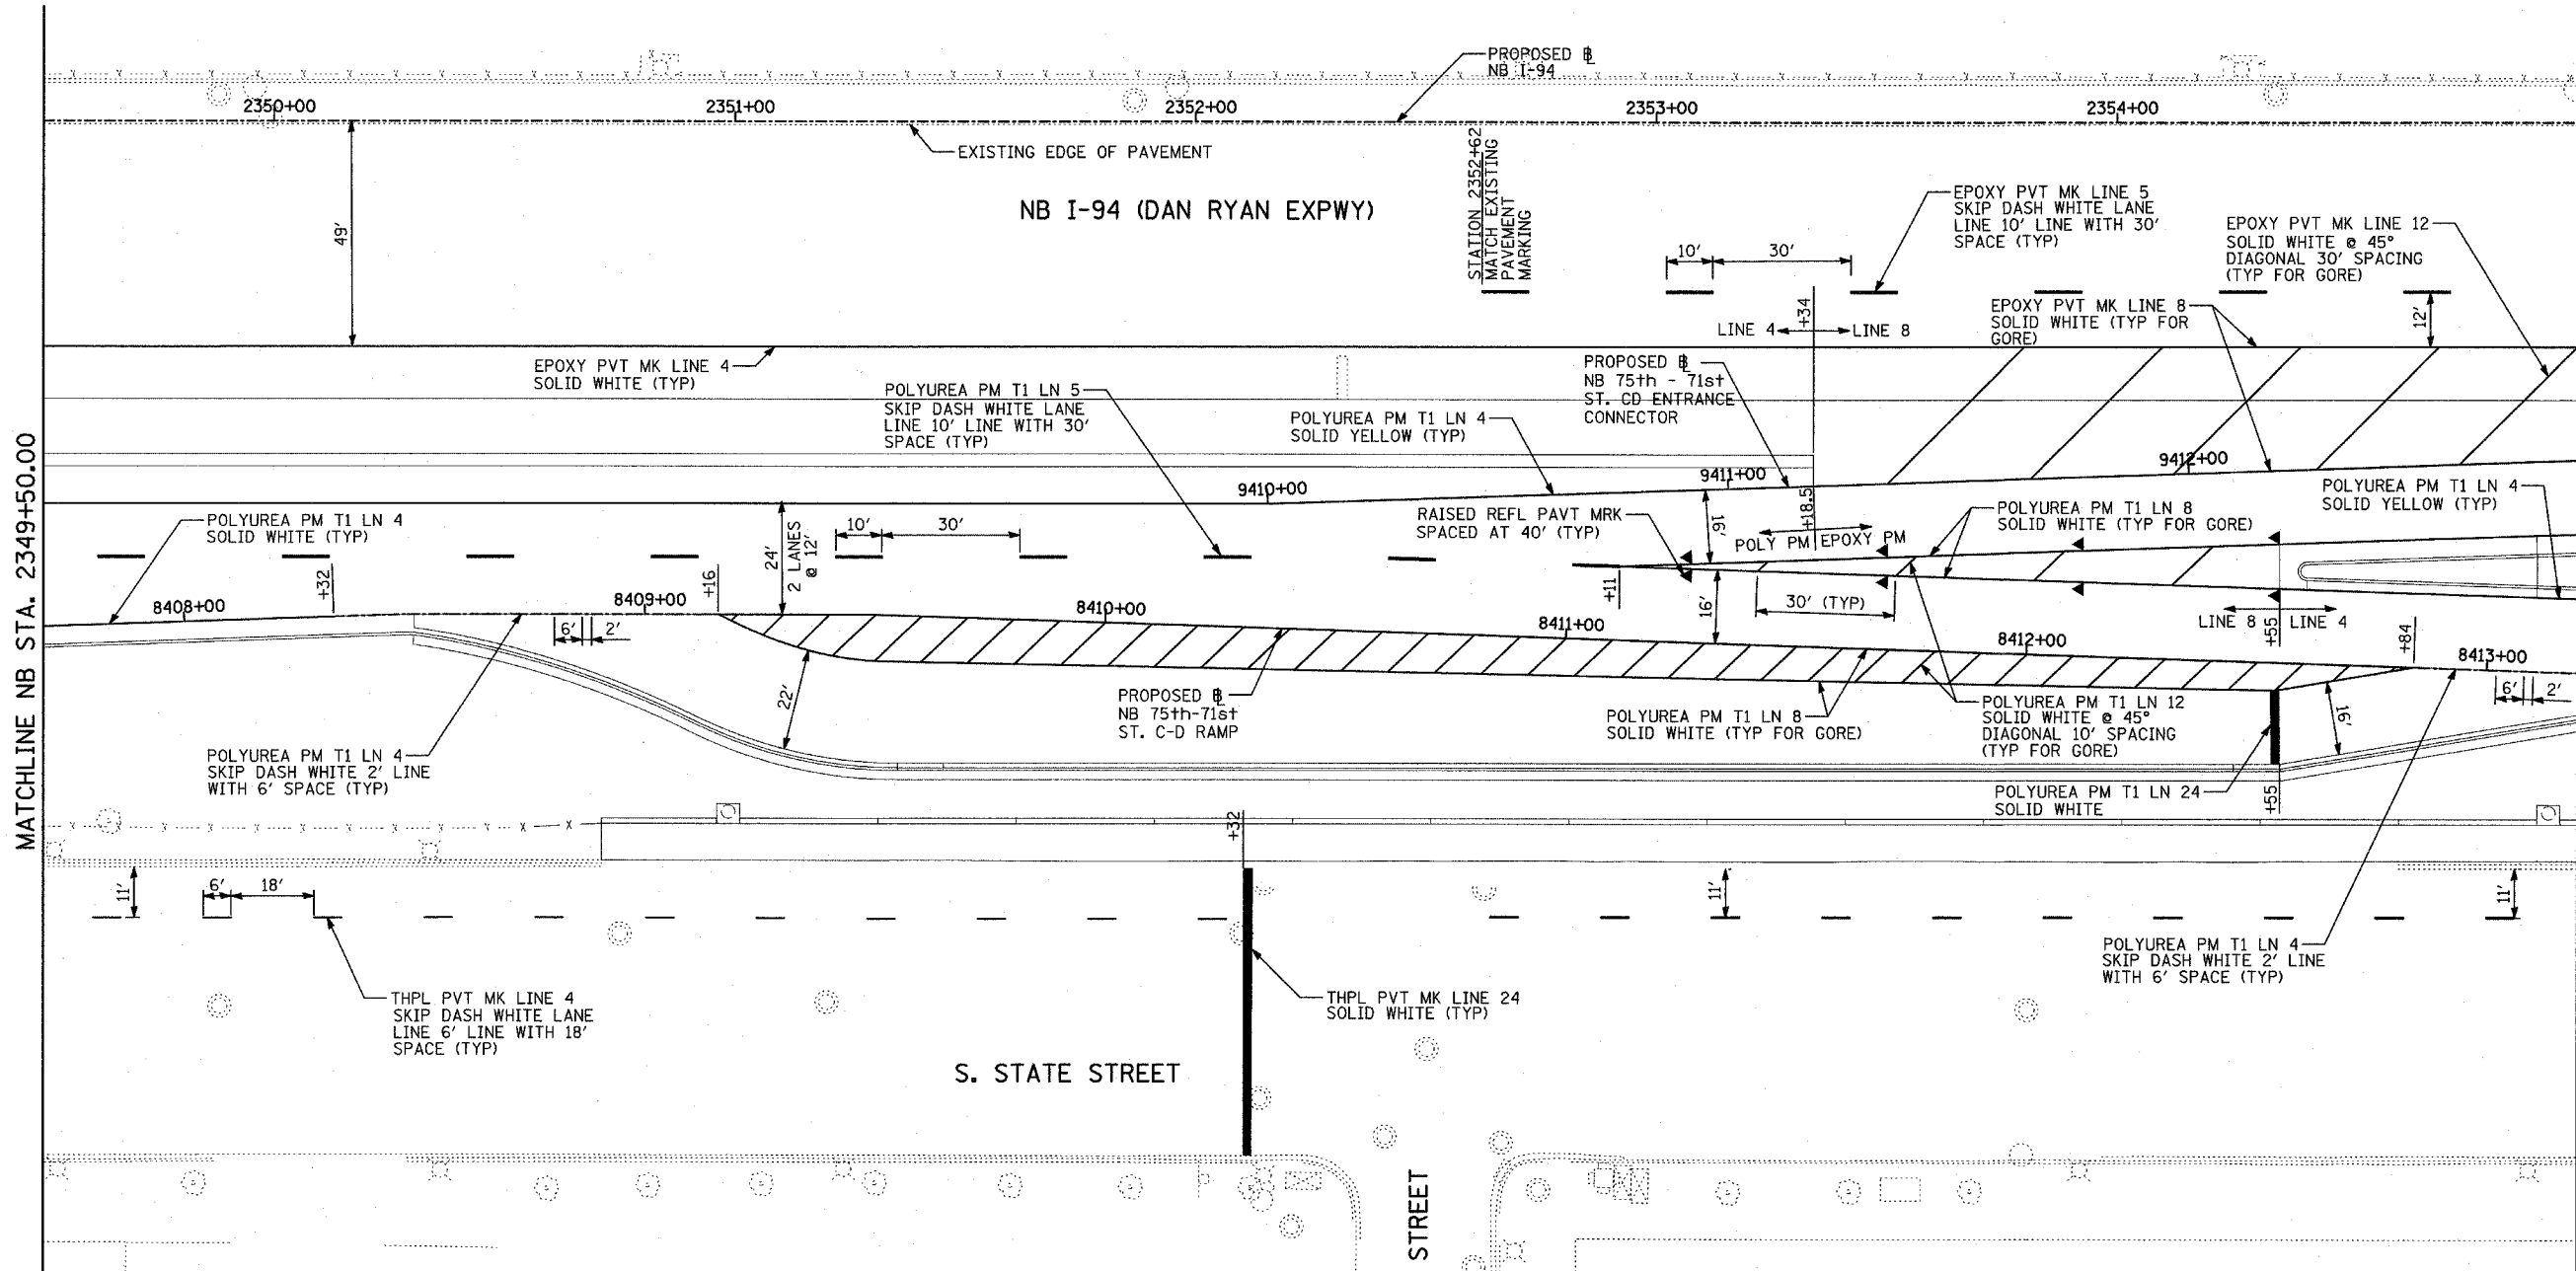 PROPOSED B
NB I-94
2350+00
2351+00
2352+00
2353+00
2354+00
EXISTING EDGE OF PAVEMENT
49'
NB I-94 (DAN RYAN EXPWY)
STATION 2352+62
MATCH EXISTING
PAVEMENT
MARKING
EPOXY PVT MK LINE 5
SKIP DASH WHITE LANE
LINE 10' LINE WITH 30'
SPACE (TYP)
EPOXY PVT MK LINE 12
SOLID WHITE @ 45°
DIAGONAL 30' SPACING
(TYP FOR GORE)
10'
30'
+34
LINE 4
LINE 8
EPOXY PVT MK LINE 8
SOLID WHITE (TYP FOR
GORE)
12'
EPOXY PVT MK LINE 4
SOLID WHITE (TYP)
POLYUREA PM T1 LN 5
SKIP DASH WHITE LANE
LINE 10' LINE WITH 30'
SPACE (TYP)
POLYUREA PM T1 LN 4
SOLID YELLOW (TYP)
PROPOSED B
NB 75th - 71st
ST. CD ENTRANCE
CONNECTOR
MATCHLINE NB STA. 2349+50.00
9410+00
9411+00
9412+00
POLYUREA PM T1 LN 4
SOLID YELLOW (TYP)
POLYUREA PM T1 LN 4
SOLID WHITE (TYP)
24'
2 LANES
@ 12'
10'
30'
RAISED REFL PAVT MRK
SPACED AT 40' (TYP)
16'
+18.5
POLY PM
EPOXY PM
POLYUREA PM T1 LN 8
SOLID WHITE (TYP FOR GORE)
+32
+16
+11
16'
30' (TYP)
8408+00
8409+00
8410+00
8411+00
8412+00
8413+00
LINE 8
LINE 4
+55
+84
6'
2'
22'
PROPOSED B
NB 75th-71st
ST. C-D RAMP
POLYUREA PM T1 LN 8
SOLID WHITE (TYP FOR GORE)
POLYUREA PM T1 LN 12
SOLID WHITE @ 45°
DIAGONAL 10' SPACING
(TYP FOR GORE)
16'
6'
2'
POLYUREA PM T1 LN 4
SKIP DASH WHITE 2' LINE
WITH 6' SPACE (TYP)
POLYUREA PM T1 LN 24
SOLID WHITE
+55
+32
11'
6'
18'
11'
11'
POLYUREA PM T1 LN 4
SKIP DASH WHITE 2' LINE
WITH 6' SPACE (TYP)
THPL PVT MK LINE 4
SKIP DASH WHITE LANE
LINE 6' LINE WITH 18'
SPACE (TYP)
THPL PVT MK LINE 24
SOLID WHITE (TYP)
S. STATE STREET
STREET